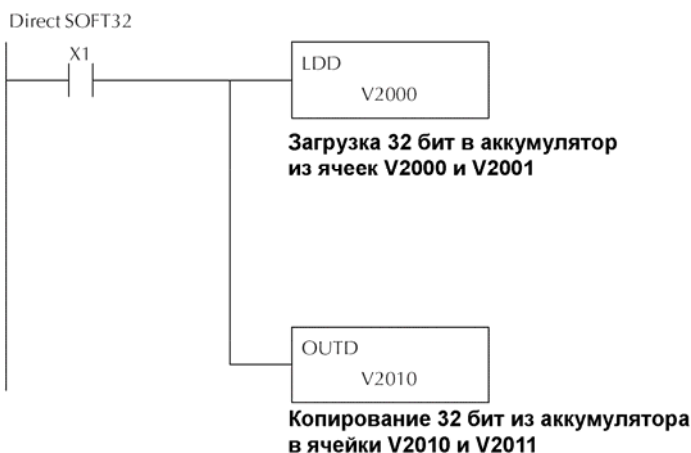 Direct SOFT32
X1
LDD
V2000
Загрузка 32 бит в аккумулятор
из ячеек V2000 и V2001
OUTD
V2010
Копирование 32 бит из аккумулятора
в ячейки V2010 и V2011